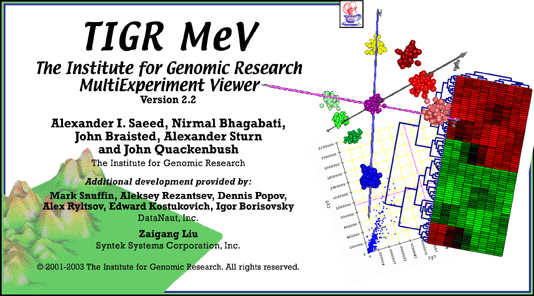 TIGR MeV
The Institute for Genomic Research
MultiExperiment Viewer
Version 2.2
Alexander I. Saeed, Nirmal Bhagabati,
John Braisted, Alexander Sturn
and John Quackenbush
The Institute for Genomic Research
Additional development provided by:
Mark Snuffin, Aleksey Rezantsev, Dennis Popov,
Alex Ryltsov, Edward Kostukovich, Igor Borisovsky
DataNaut, Inc.
Zaigang Liu
Syntek Systems Corporation, Inc.
© 2001-2003 The Institute for Genomic Research. All rights reserved.